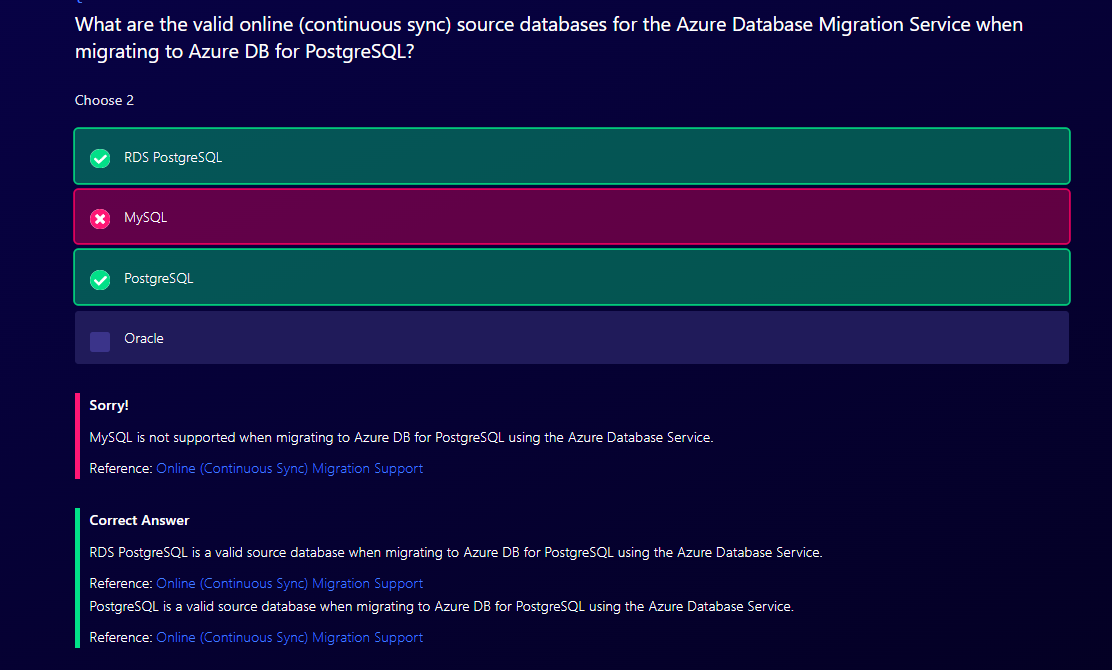 What are the valid online (continuous sync) source databases for the Azure Database Migration Service when
migrating to Azure DB for PostgreSQL?
Choose 2
RDS PostgreSQL
MySQL
PostgreSQL
Oracle
Sorry!
MySQL is not supported when migrating to Azure DB for PostgreSQL using the Azure Database Service.
Reference: Online (Continuous Sync) Migration Support
Correct Answer
RDS PostgreSQL is a valid source database when migrating to Azure DB for PostgreSQL using the Azure Database Service.
Reference: Online (Continuous Sync) Migration Support
PostgreSQL is a valid source database when migrating to Azure DB for PostgreSQL using the Azure Database Service.
Reference: Online (Continuous Sync) Migration Support